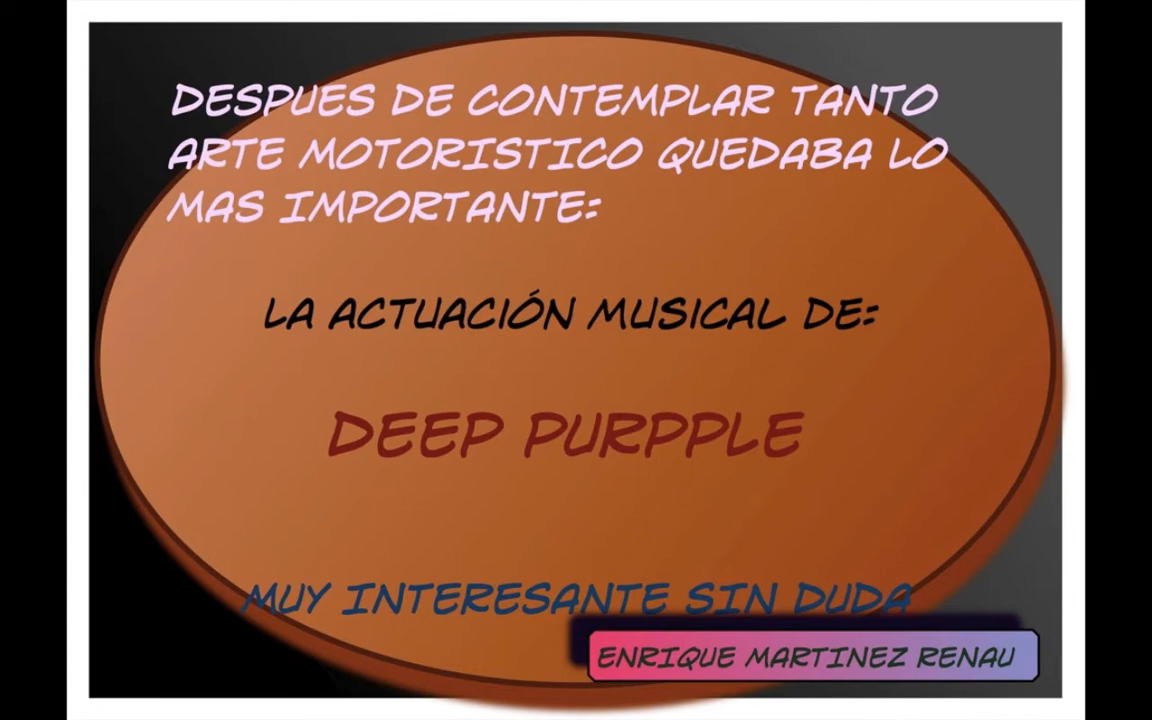 DESPUES DE CONTEMPLAR TANTO
ARTE MOTORISTICO QUEDABA LO
MAS IMPORTANTE:
LA ACTUACIÓN MUSICAL DE:
DEEP PURPPLE
MUY INTERESANTE SIN DUDA
ENRIQUE MARTINEZ RENAU